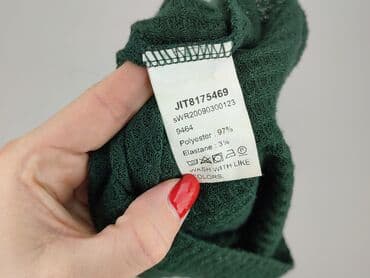 JIT8175469
sWR20090300123
9464
Polyester : 97%
Elastane : 3%
WASH WITH LIKE
COLORS.